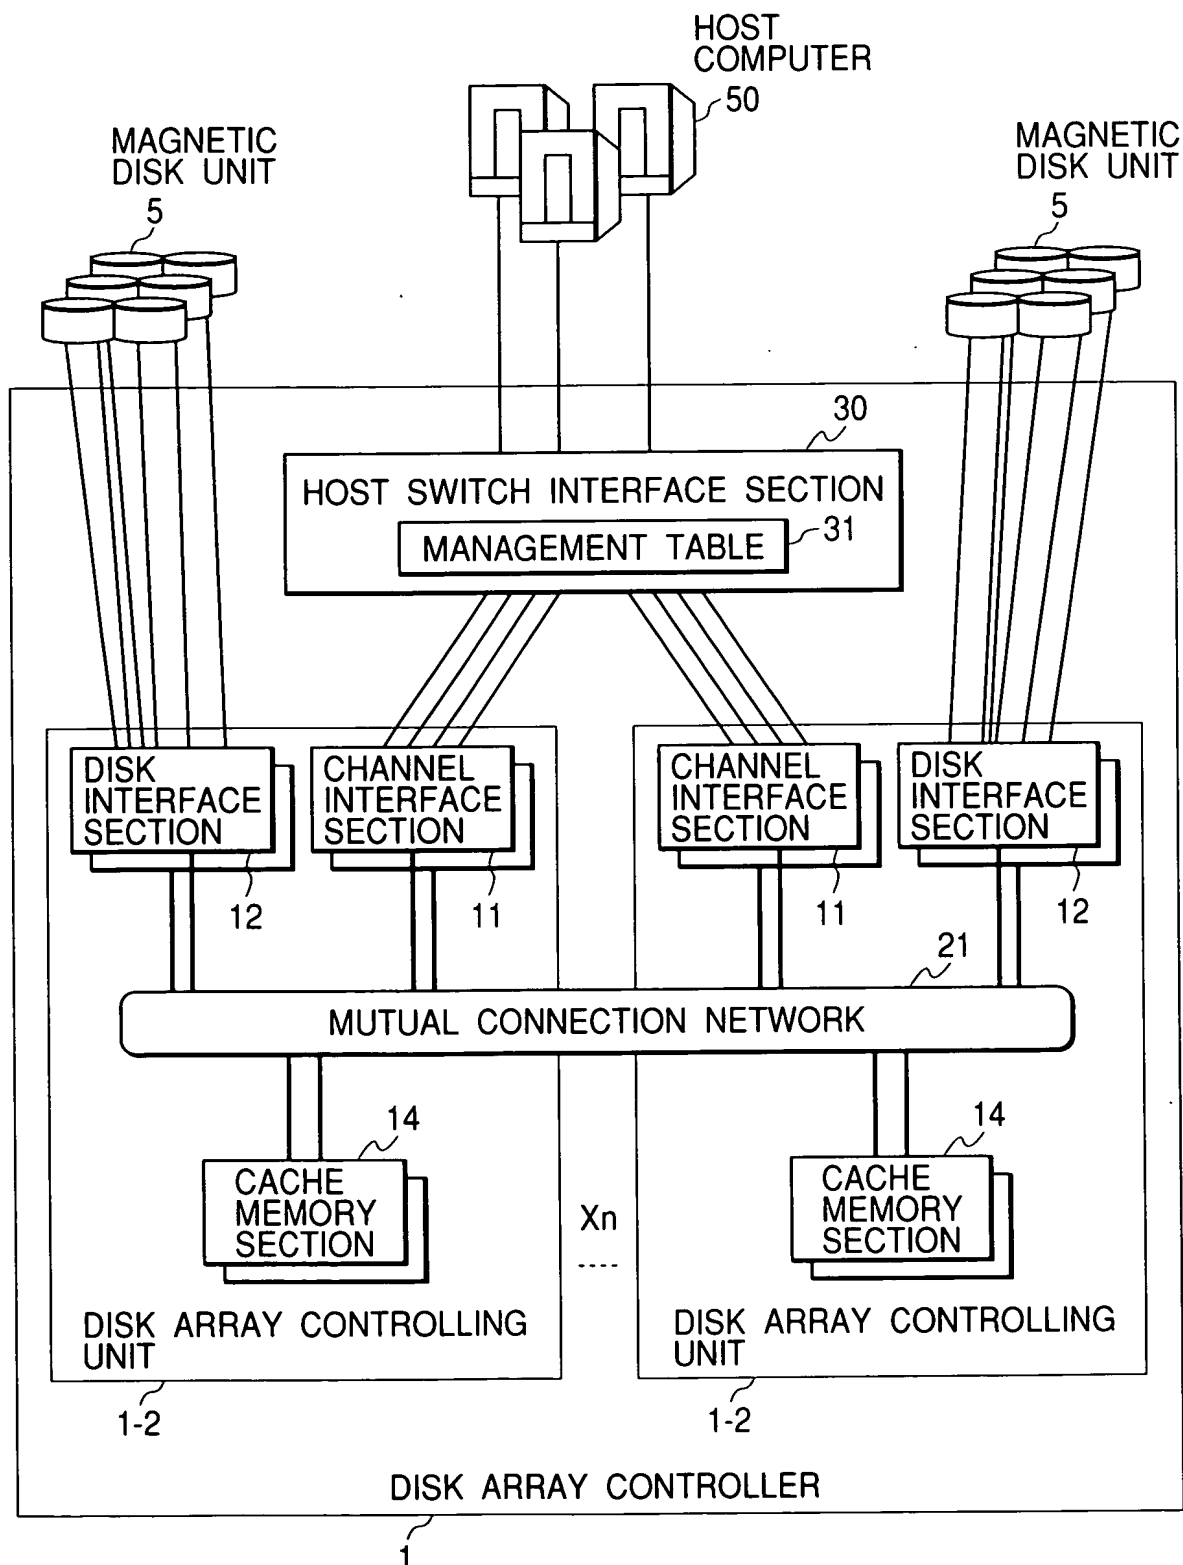 HOST
COMPUTER
50
MAGNETIC
DISK UNIT
5
MAGNETIC
DISK UNIT
5
30
HOST SWITCH INTERFACE SECTION
31
MANAGEMENT TABLE
DISK
INTERFACE
SECTION
CHANNEL
INTERFACE
SECTION
CHANNEL
INTERFACE
SECTION
DISK
INTERFACE
SECTION
12
11
11
12
21
MUTUAL CONNECTION NETWORK
14
CACHE
MEMORY
SECTION
Xn
14
CACHE
MEMORY
SECTION
DISK ARRAY CONTROLLING
UNIT
DISK ARRAY CONTROLLING
UNIT
1-2
1-2
DISK ARRAY CONTROLLER
1